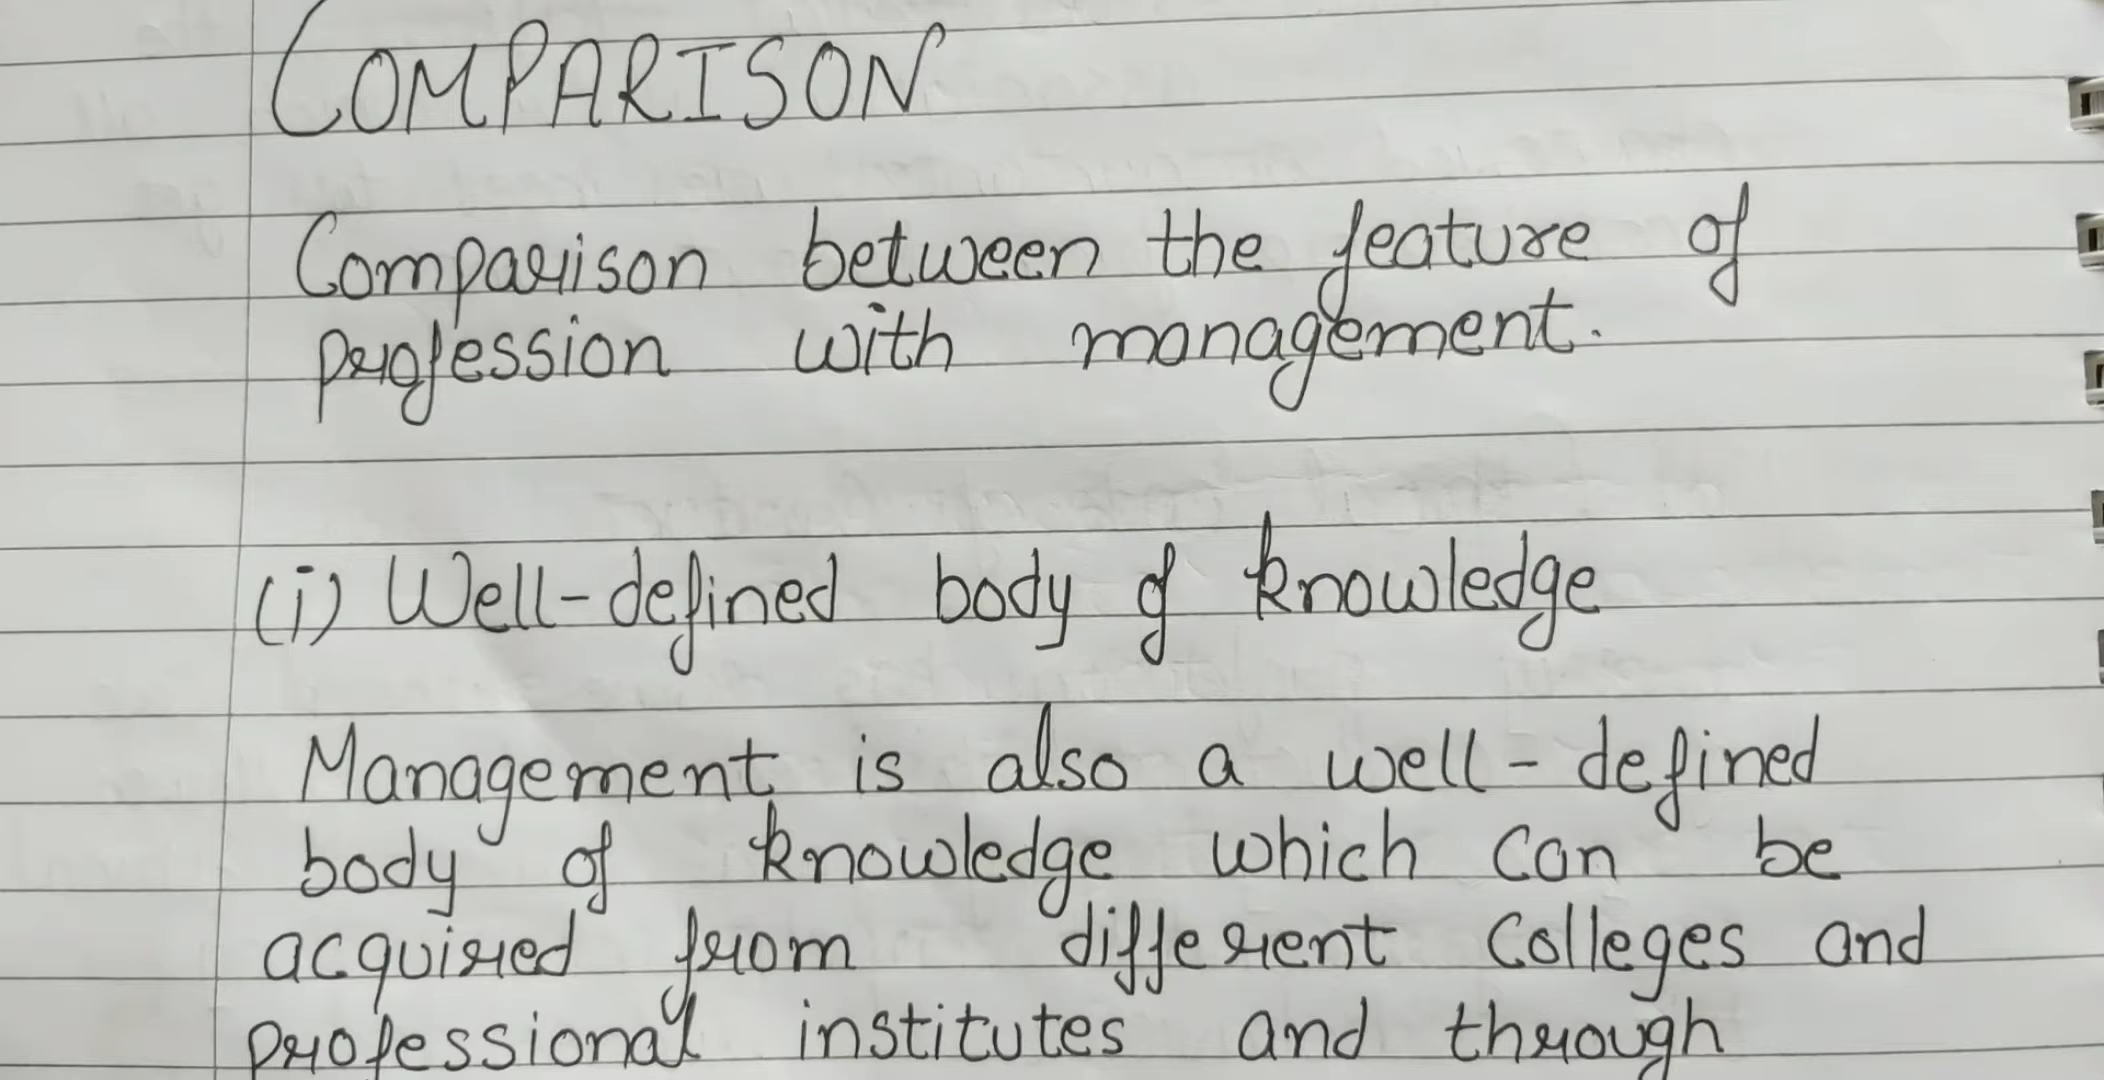 COMPARISON
Comparison between the feature of
profession with management.
(i) Well-defined body of knowledge
Management is also a well-defined
body of knowledge which can be
acquired from different Colleges and
professional institutes and through